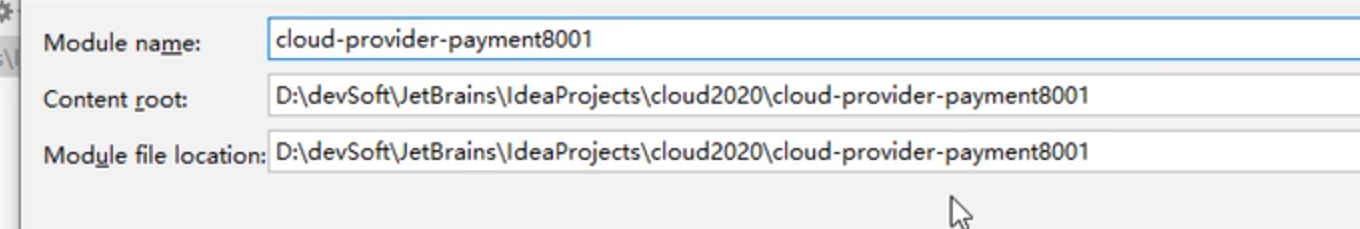 Module name: cloud-provider-payment8001
Content root: D:\devSoft\JetBrains\IdeaProjects\cloud2020\cloud-provider-payment8001
Module file location: D:\devSoft\JetBrains\IdeaProjects\cloud2020\cloud-provider-payment8001